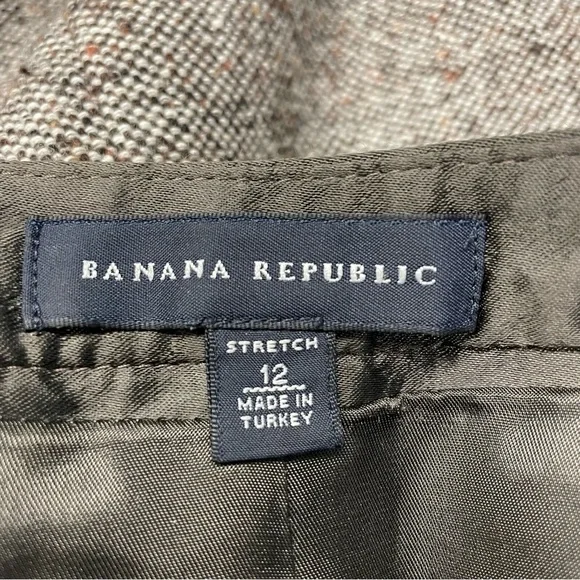 BANANA REPUBLIC
STRETCH
12
MADE IN
TURKEY